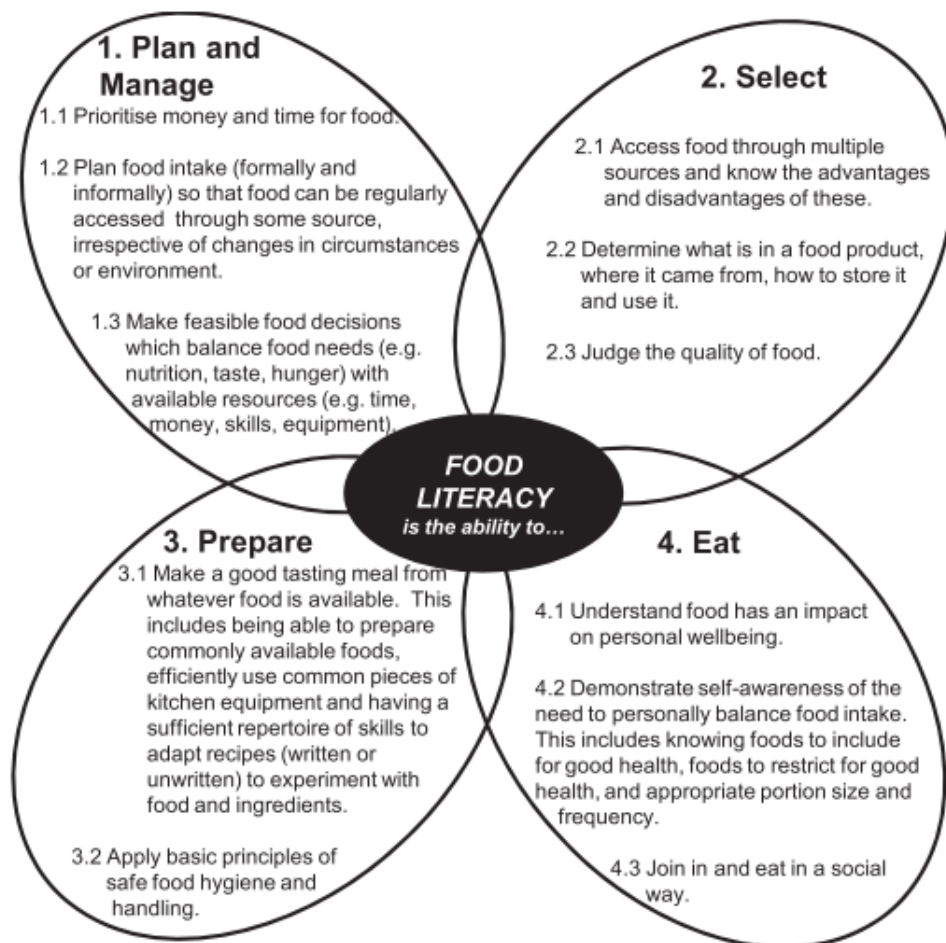 1. Plan and
Manage
1.1 Prioritise money and time for food.
1.2 Plan food intake (formally and
informally) so that food can be regularly
accessed through some source,
irrespective of changes in circumstances
or environment.
1.3 Make feasible food decisions
which balance food needs (e.g.
nutrition, taste, hunger) with
available resources (e.g. time,
money, skills, equipment).
2. Select
2.1 Access food through multiple
sources and know the advantages
and disadvantages of these.
2.2 Determine what is in a food product,
where it came from, how to store it
and use it.
2.3 Judge the quality of food.
FOOD
LITERACY
is the ability to...
3. Prepare
3.1 Make a good tasting meal from
whatever food is available. This
includes being able to prepare
commonly available foods,
efficiently use common pieces of
kitchen equipment and having a
sufficient repertoire of skills to
adapt recipes (written or
unwritten) to experiment with
food and ingredients.
3.2 Apply basic principles of
safe food hygiene and
handling.
4. Eat
4.1 Understand food has an impact
on personal wellbeing.
4.2 Demonstrate self-awareness of the
need to personally balance food intake.
This includes knowing foods to include
for good health, foods to restrict for good
health, and appropriate portion size and
frequency.
4.3 Join in and eat in a social
way.